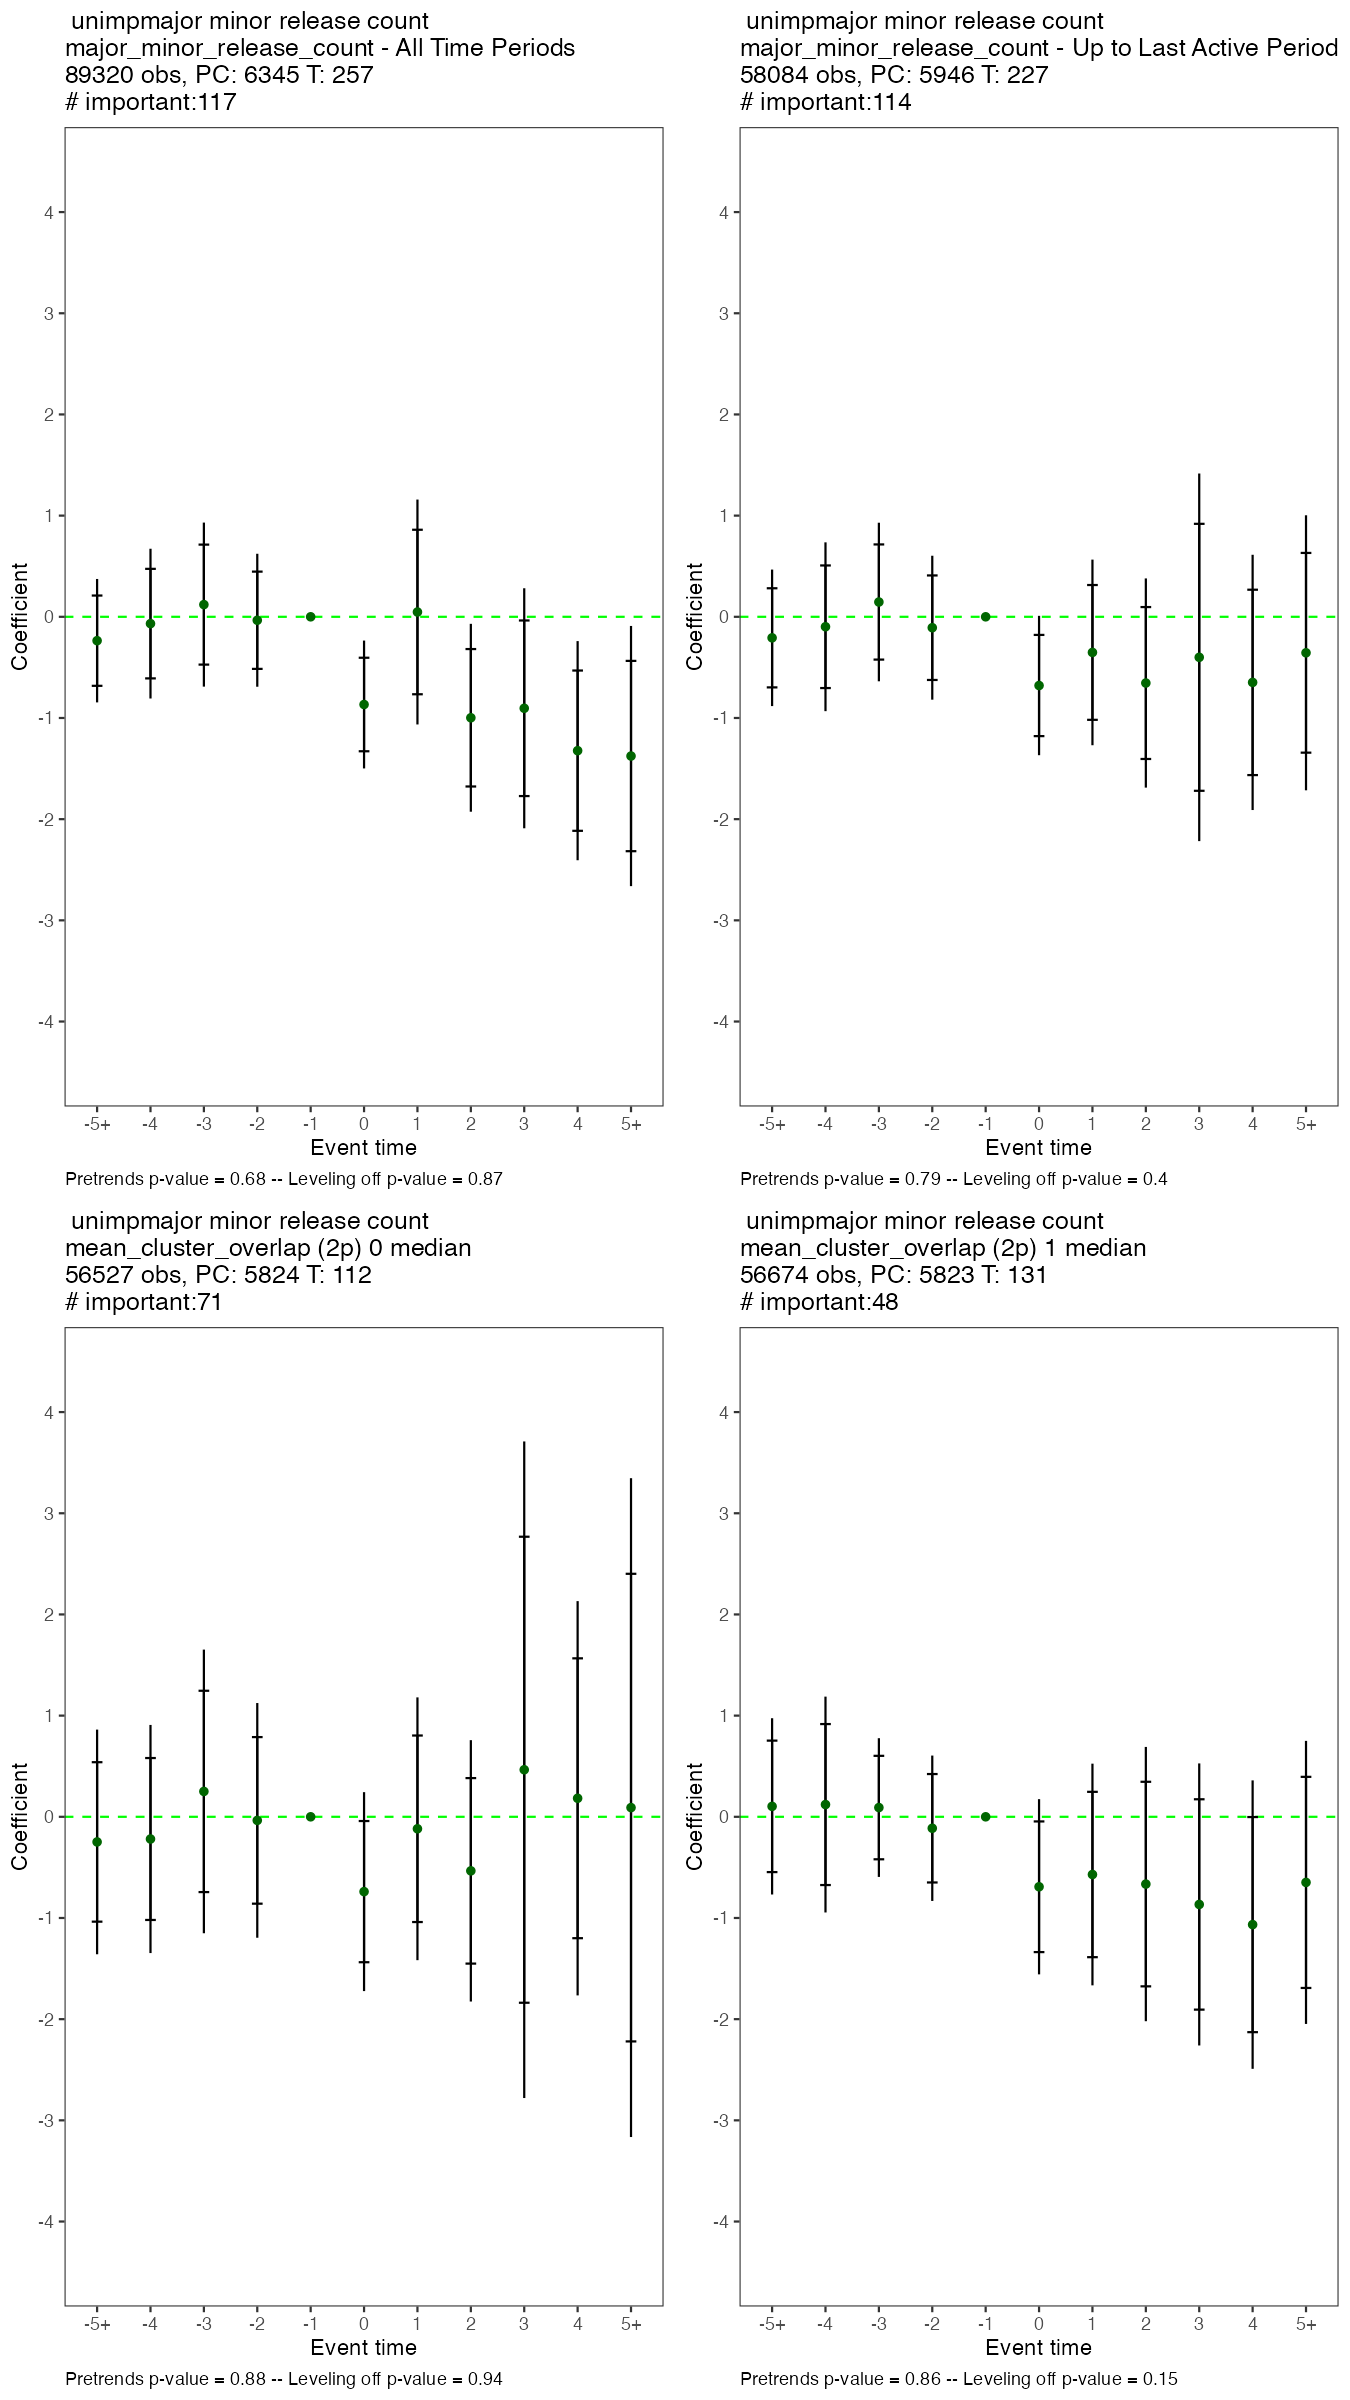 unimpmajor minor release count
major_minor_release_count - All Time Periods
89320 obs, PC: 6345 T: 257
# important:117
4
3
2
1
0
-1
-2
-3
-4
Coefficient
-5+ -4 -3 -2 -1 0 1 2 3 4 5+
Event time
Pretrends p-value = 0.68 -- Leveling off p-value = 0.87
unimpmajor minor release count
major_minor_release_count - Up to Last Active Period
58084 obs, PC: 5946 T: 227
# important:114
4
3
2
1
0
-1
-2
-3
-4
Coefficient
-5+ -4 -3 -2 -1 0 1 2 3 4 5+
Event time
Pretrends p-value = 0.79 -- Leveling off p-value = 0.4
unimpmajor minor release count
mean_cluster_overlap (2p) 0 median
56527 obs, PC: 5824 T: 112
# important:71
4
3
2
1
0
-1
-2
-3
-4
Coefficient
-5+ -4 -3 -2 -1 0 1 2 3 4 5+
Event time
Pretrends p-value = 0.88 -- Leveling off p-value = 0.94
unimpmajor minor release count
mean_cluster_overlap (2p) 1 median
56674 obs, PC: 5823 T: 131
# important:48
4
3
2
1
0
-1
-2
-3
-4
Coefficient
-5+ -4 -3 -2 -1 0 1 2 3 4 5+
Event time
Pretrends p-value = 0.86 -- Leveling off p-value = 0.15